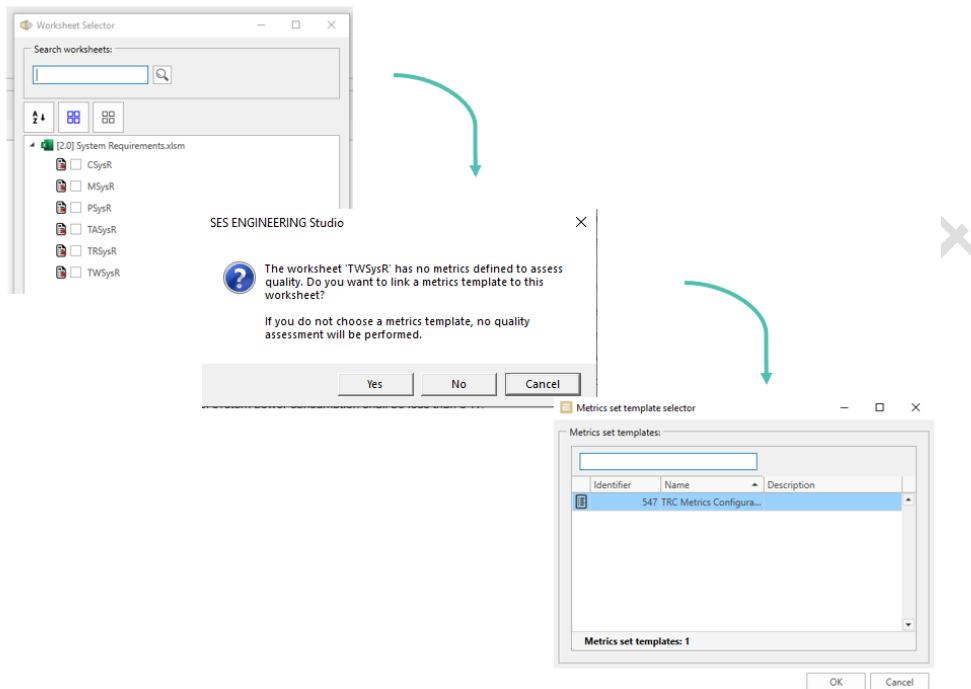 Worksheet Selector
Search worksheets:
[2.0] System Requirements.xlsm
CSysR
MSysR
PSysR
TASysR
TRSysR
TWSysR
SES ENGINEERING Studio
The worksheet 'TWSysR' has no metrics defined to assess
quality. Do you want to link a metrics template to this
worksheet?
If you do not choose a metrics template, no quality
assessment will be performed.
Yes No Cancel
Metrics set template selector
Metrics set templates:
Identifier Name Description
547 TRC Metrics Configura...
Metrics set templates: 1
OK Cancel